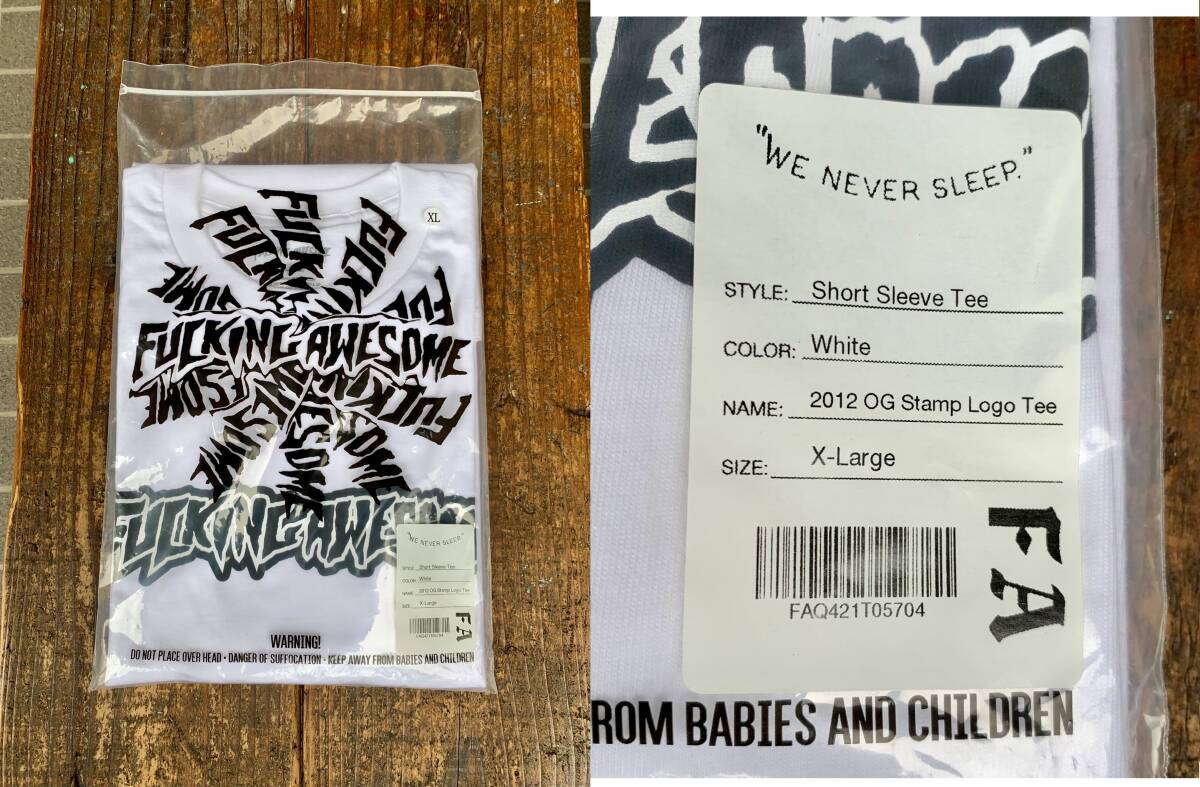 XL
FUCKING AWESOME
FUCKING AWES
"WE NEVER SLEEP."
STYLE: Short Sleeve Tee
COLOR: White
NAME: 2012 OG Stamp Logo Tee
SIZE: X-Large
FAQ421T05704
FA
WARNING!
DO NOT PLACE OVER HEAD • DANGER OF SUFFOCATION • KEEP AWAY FROM BABIES AND CHILDREN
"WE NEVER SLEEP."
STYLE: Short Sleeve Tee
COLOR: White
NAME: 2012 OG Stamp Logo Tee
SIZE: X-Large
FAQ421T05704
FA
ROM BABIES AND CHILDREN